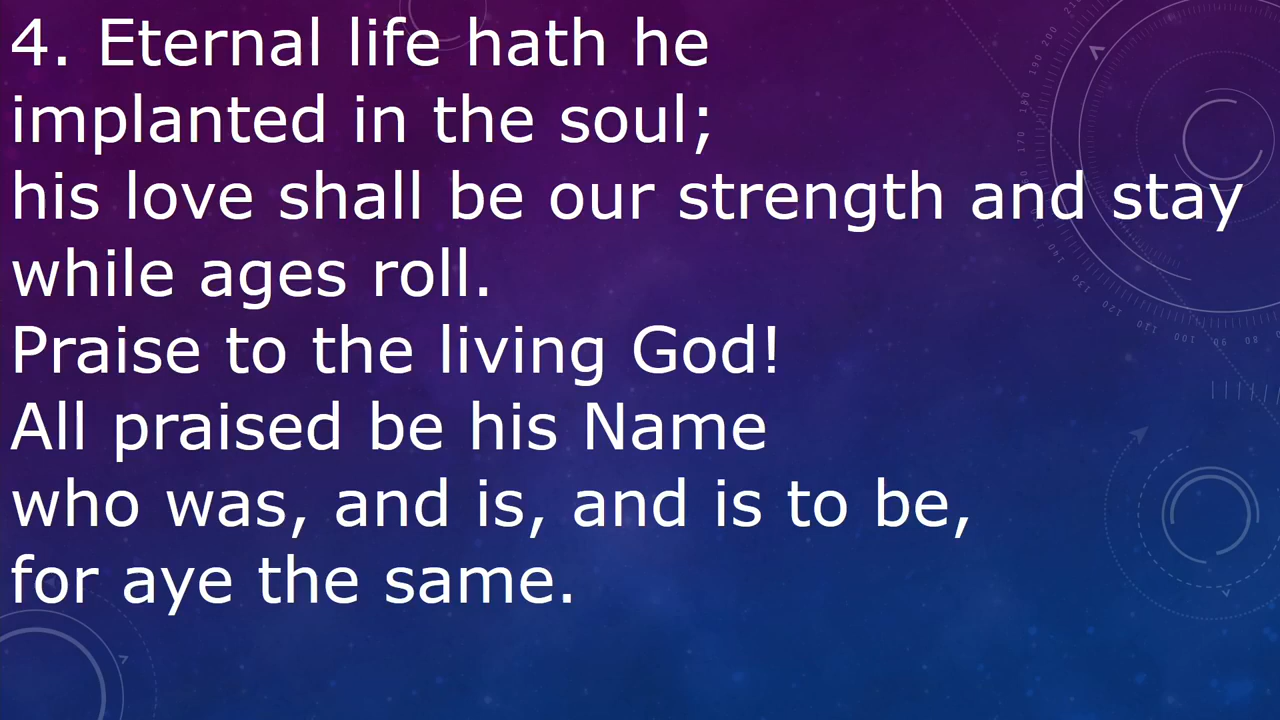 4. Eternal life hath he
implanted in the soul;
his love shall be our strength and stay
while ages roll.
Praise to the living God!
All praised be his Name
who was, and is, and is to be,
for aye the same.